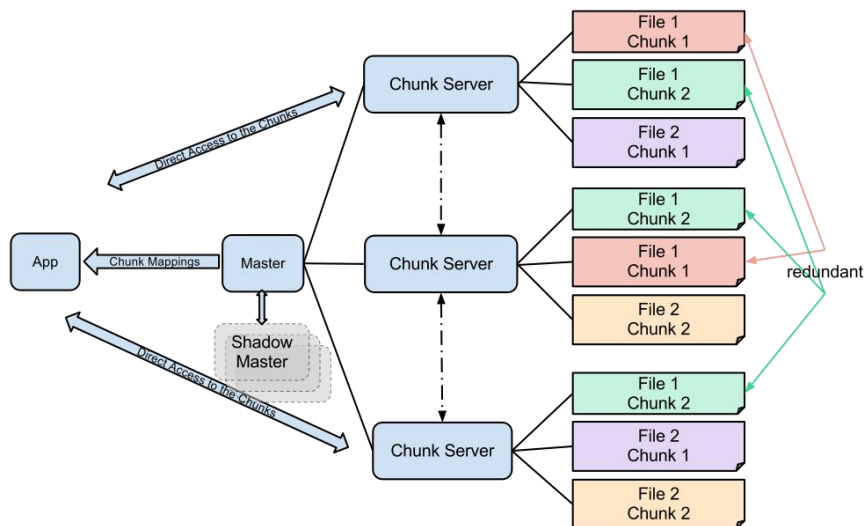 File 1
Chunk 1
File 1
Chunk 2
File 2
Chunk 1
Chunk Server
Direct Access to the Chunks
File 1
Chunk 2
File 1
Chunk 1
File 2
Chunk 2
redundant
App
Chunk Mappings
Master
Chunk Server
Shadow
Master
Direct Access to the Chunks
File 1
Chunk 2
File 2
Chunk 1
File 2
Chunk 2
Chunk Server